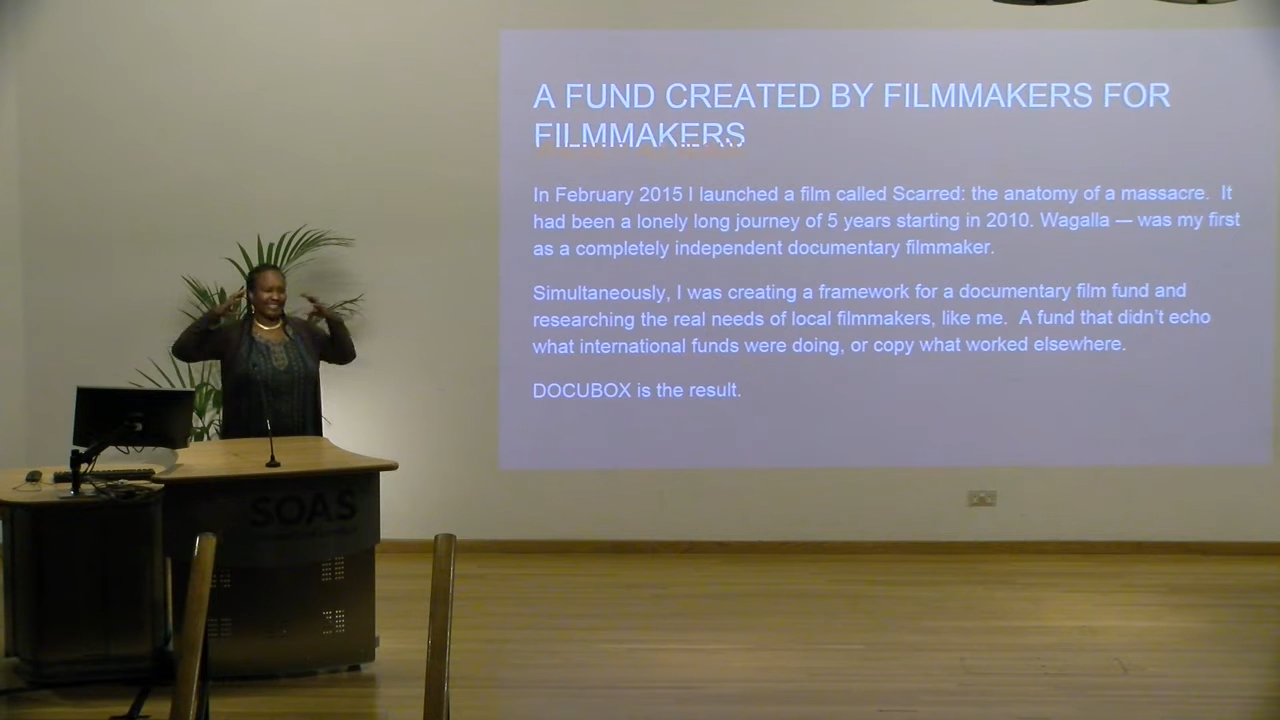 A FUND CREATED BY FILMMAKERS FOR
FILMMAKERS
In February 2015 I launched a film called Scarred: the anatomy of a massacre. It
had been a lonely long journey of 5 years starting in 2010. Wagalla — was my first
as a completely independent documentary filmmaker.
Simultaneously, I was creating a framework for a documentary film fund and
researching the real needs of local filmmakers, like me. A fund that didn't echo
what international funds were doing, or copy what worked elsewhere.
DOCUBOX is the result.
SOAS